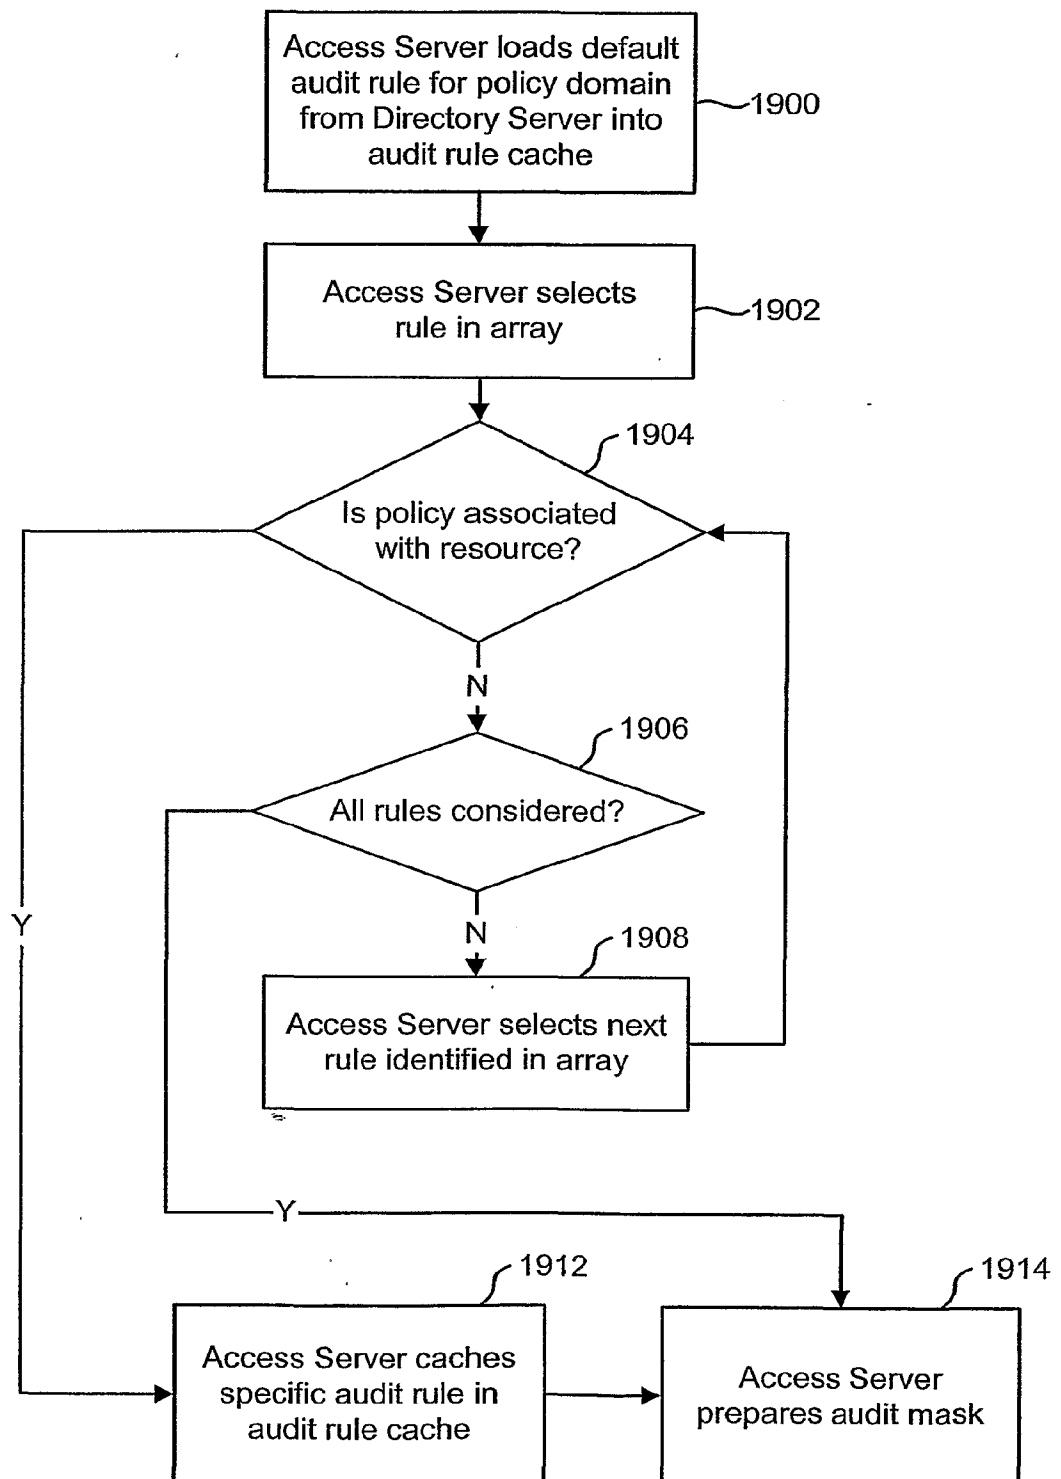 Access Server loads default
audit rule for policy domain
from Directory Server into
audit rule cache
1900
Access Server selects
rule in array
1902
1904
Is policy associated
with resource?
N
1906
All rules considered?
Y
N
1908
Access Server selects next
rule identified in array
Y
1912
1914
Access Server caches
specific audit rule in
audit rule cache
Access Server
prepares audit mask